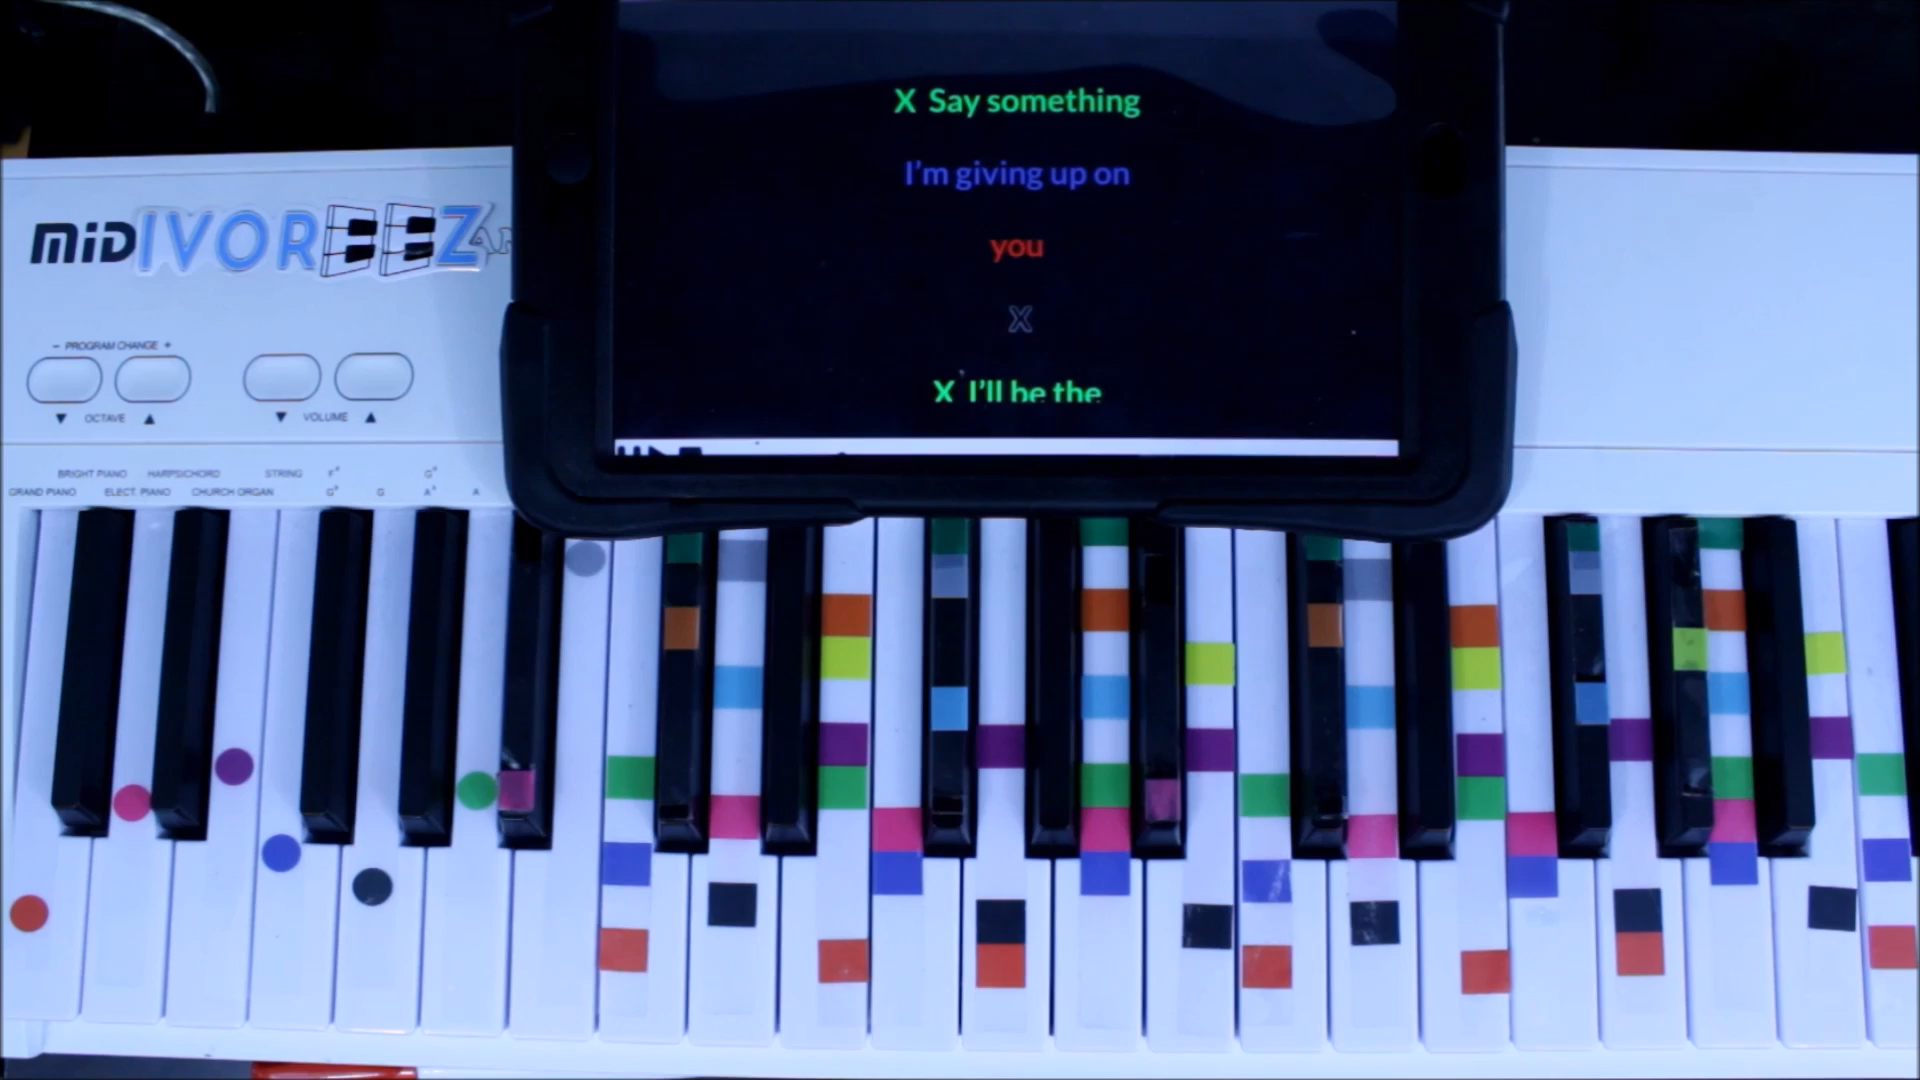 X Say something
I'm giving up on
you
X
X I'll be the
MiDIVOREEZ
− PROGRAM CHANGE +
▼ OCTAVE ▲
▼ VOLUME ▲
BRIGHT PIANO HARPSICHORD STRING F# G#
GRAND PIANO ELECT. PIANO CHURCH ORGAN G♭ G A♭ A